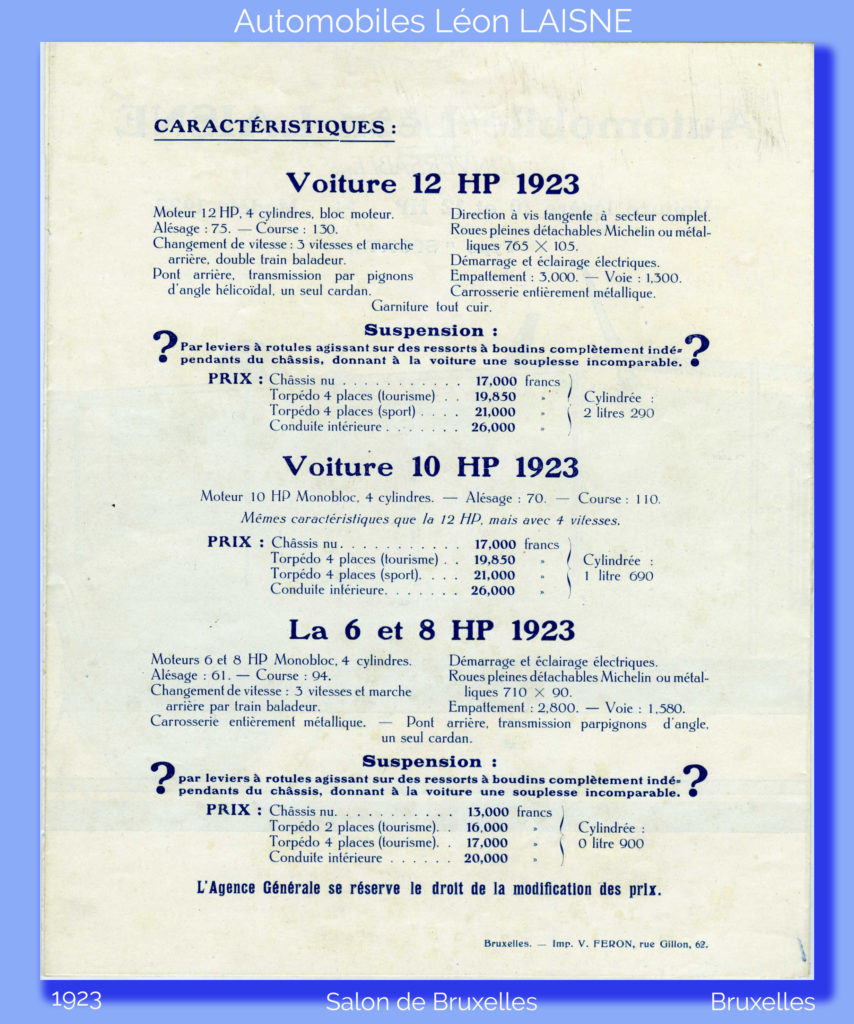 Automobiles Léon LAISNE
CARACTÉRISTIQUES :
Voiture 12 HP 1923
Moteur 12 HP, 4 cylindres, bloc moteur.
Alésage : 75. — Course : 130.
Changement de vitesse : 3 vitesses et marche
arrière, double train baladeur.
Pont arrière, transmission par pignons
d'angle hélicoïdal, un seul cardan.
Direction à vis tangente à secteur complet.
Roues pleines détachables Michelin ou métal-
liques 765 × 105.
Démarrage et éclairage électriques.
Empattement : 3,000. — Voie : 1,300.
Carrosserie entièrement métallique.
Garniture tout cuir.
Suspension :
? Par leviers à rotules agissant sur des ressorts à boudins complètement indé= ?
pendants du châssis, donnant à la voiture une souplesse incomparable.
PRIX : Châssis nu . . . . . . . . . . . 17,000 francs
Torpédo 4 places (tourisme) . . 19,850 »
Torpédo 4 places (sport) . . . . 21,000 »
Conduite intérieure . . . . . . . 26,000 »
Cylindrée :
2 litres 290
Voiture 10 HP 1923
Moteur 10 HP Monobloc, 4 cylindres. — Alésage : 70. — Course : 110.
Mêmes caractéristiques que la 12 HP, mais avec 4 vitesses.
PRIX : Châssis nu. . . . . . . . . . . 17,000 francs
Torpédo 4 places (tourisme) . . 19,850 »
Torpédo 4 places (sport). . . . 21,000 »
Conduite intérieure. . . . . . . 26,000 »
Cylindrée :
1 litre 690
La 6 et 8 HP 1923
Moteurs 6 et 8 HP Monobloc, 4 cylindres.
Alésage : 61. — Course : 94.
Changement de vitesse : 3 vitesses et marche
arrière par train baladeur.
Démarrage et éclairage électriques.
Roues pleines détachables Michelin ou métal-
liques 710 × 90.
Empattement : 2,800. — Voie : 1,580.
Carrosserie entièrement métallique. — Pont arrière, transmission parpignons d'angle,
un seul cardan.
Suspension :
? par leviers à rotules agissant sur des ressorts à boudins complètement indé= ?
pendants du châssis, donnant à la voiture une souplesse incomparable.
PRIX : Châssis nu. . . . . . . . . . . 13,000 francs
Torpédo 2 places (tourisme). . 16,000 »
Torpédo 4 places (tourisme). . 17,000 »
Conduite intérieure . . . . . . 20,000 »
Cylindrée :
0 litre 900
L'Agence Générale se réserve le droit de la modification des prix.
Bruxelles. — Imp. V. FERON, rue Gillon, 62.
1923
Salon de Bruxelles
Bruxelles